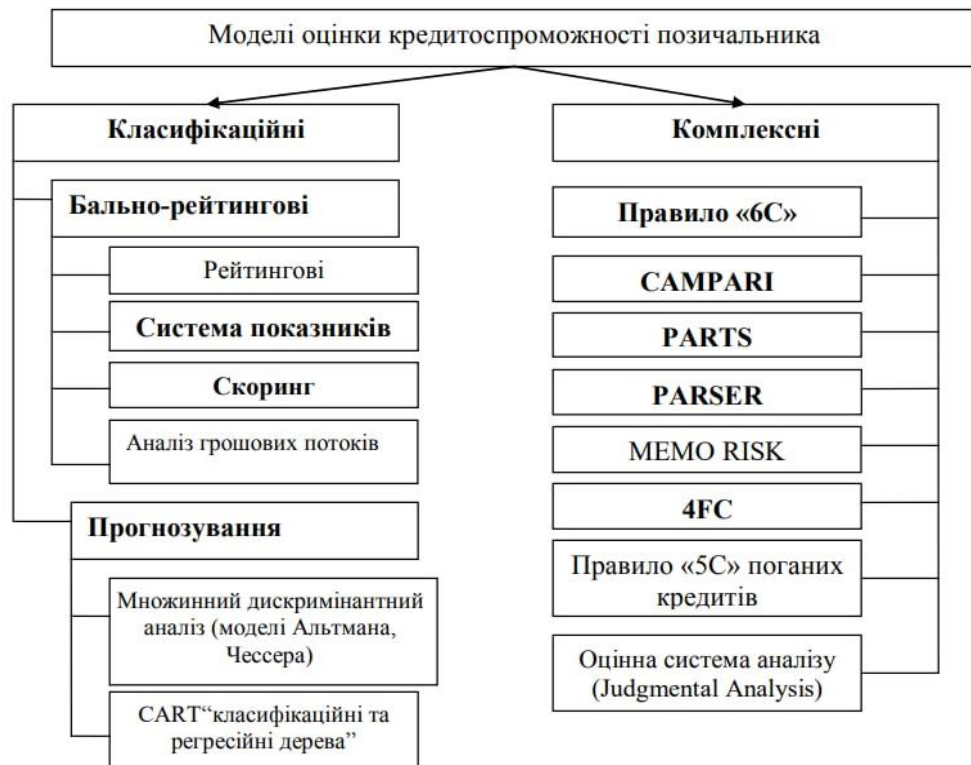 Моделі оцінки кредитоспроможності позичальника
Класифікаційні
Бально-рейтингові
Рейтингові
Система показників
Скоринг
Аналіз грошових потоків
Прогнозування
Множинний дискримінантний
аналіз (моделі Альтмана,
Чессера)
CART“класифікаційні та
регресійні дерева”
Комплексні
Правило «6С»
CAMPARI
PARTS
PARSER
MEMO RISK
4FC
Правило «5С» поганих
кредитів
Оцінна система аналізу
(Judgmental Analysis)